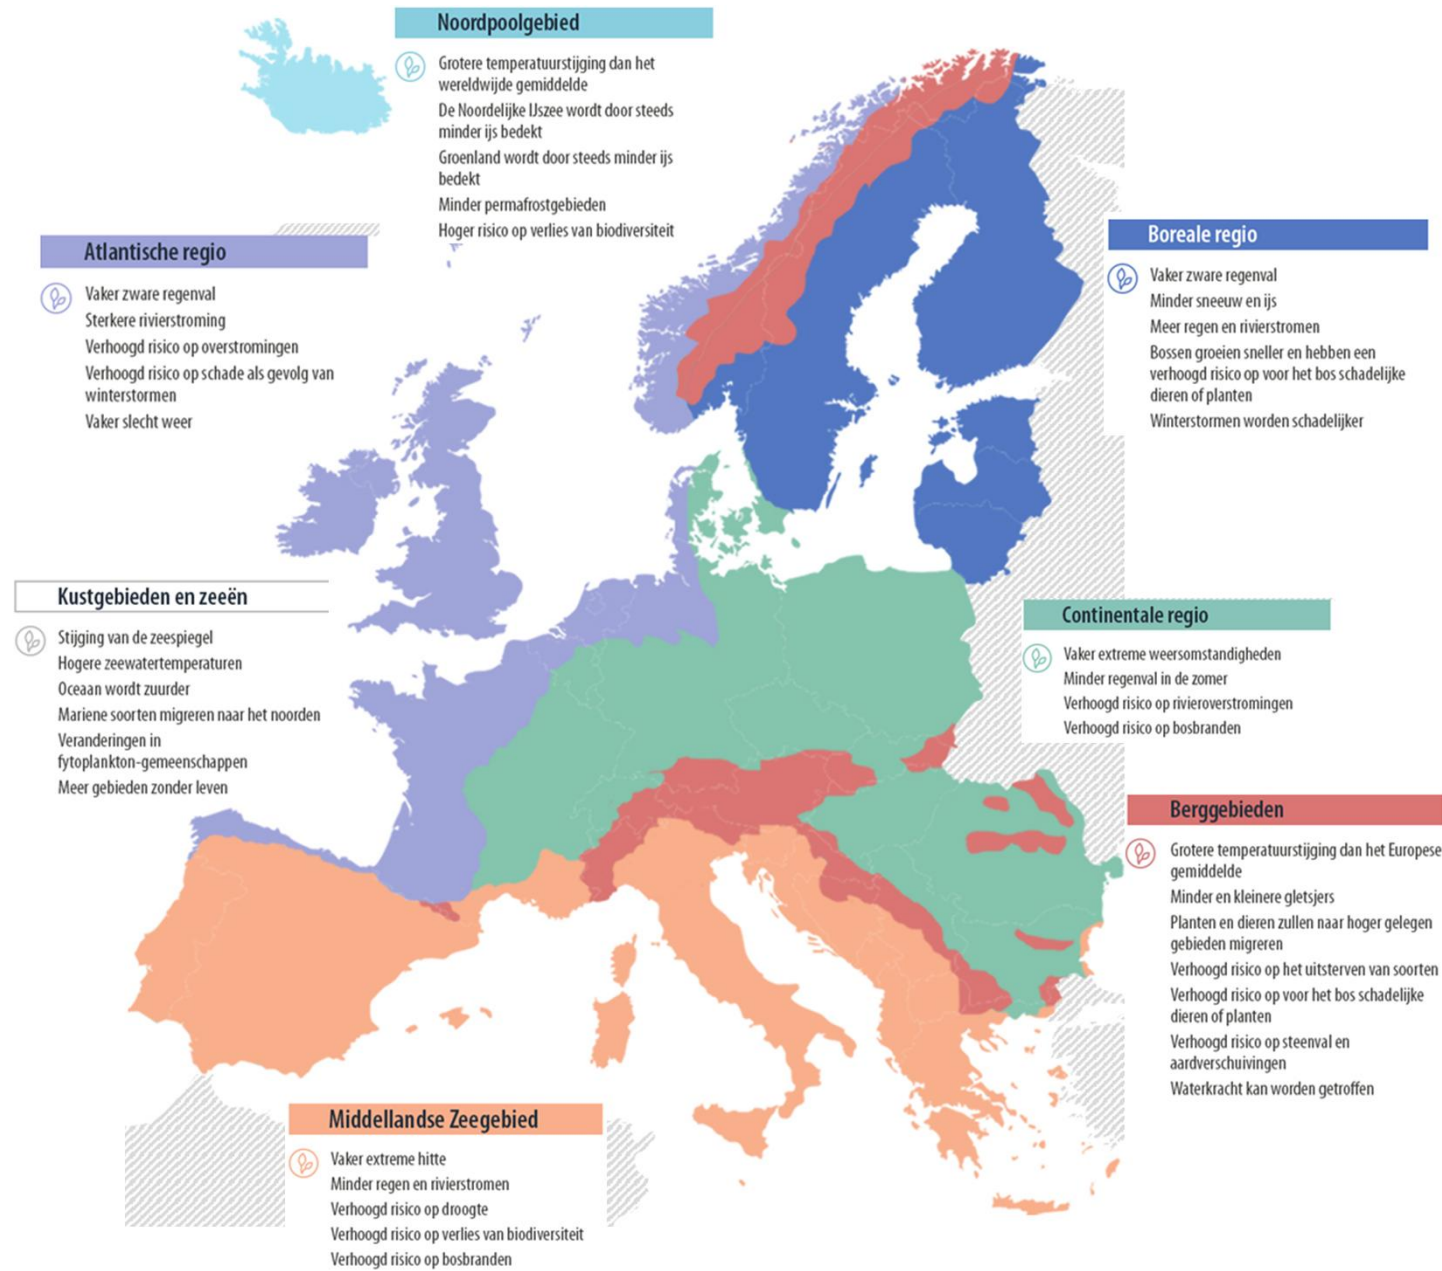 Noordpoolgebied
Grotere temperatuurstijging dan het
wereldwijde gemiddelde
De Noordelijke IJszee wordt door steeds
minder ijs bedekt
Groenland wordt door steeds minder ijs
bedekt
Minder permafrostgebieden
Hoger risico op verlies van biodiversiteit
Atlantische regio
Vaker zware regenval
Sterkere rivierstroming
Verhoogd risico op overstromingen
Verhoogd risico op schade als gevolg van
winterstormen
Vaker slecht weer
Boreale regio
Vaker zware regenval
Minder sneeuw en ijs
Meer regen en rivierstromen
Bossen groeien sneller en hebben een
verhoogd risico op voor het bos schadelijke
dieren of planten
Winterstormen worden schadelijker
Kustgebieden en zeeën
Stijging van de zeespiegel
Hogere zeewatertemperaturen
Oceaan wordt zuurder
Mariene soorten migreren naar het noorden
Veranderingen in
fytoplankton-gemeenschappen
Meer gebieden zonder leven
Continentale regio
Vaker extreme weersomstandigheden
Minder regenval in de zomer
Verhoogd risico op rivieroverstromingen
Verhoogd risico op bosbranden
Berggebieden
Grotere temperatuurstijging dan het Europese
gemiddelde
Minder en kleinere gletsjers
Planten en dieren zullen naar hoger gelegen
gebieden migreren
Verhoogd risico op het uitsterven van soorten
Verhoogd risico op voor het bos schadelijke
dieren of planten
Verhoogd risico op steenval en
aardverschuivingen
Waterkracht kan worden getroffen
Middellandse Zeegebied
Vaker extreme hitte
Minder regen en rivierstromen
Verhoogd risico op droogte
Verhoogd risico op verlies van biodiversiteit
Verhoogd risico op bosbranden